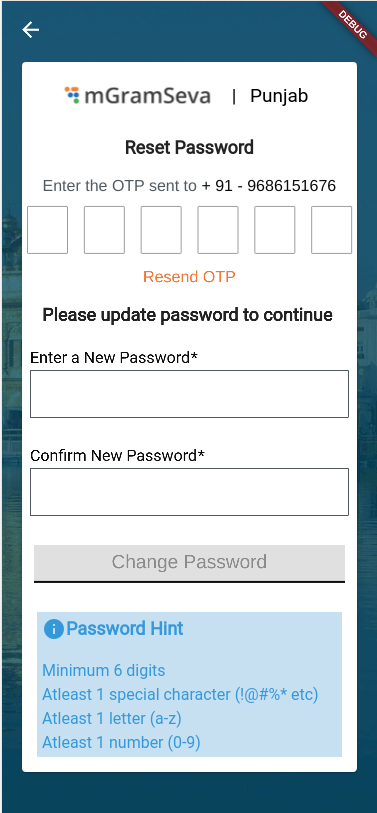 DEBUG
mGramSeva | Punjab
Reset Password
Enter the OTP sent to + 91 - 9686151676
Resend OTP
Please update password to continue
Enter a New Password*
Confirm New Password*
Change Password
Password Hint
Minimum 6 digits
Atleast 1 special character (!@#%* etc)
Atleast 1 letter (a-z)
Atleast 1 number (0-9)